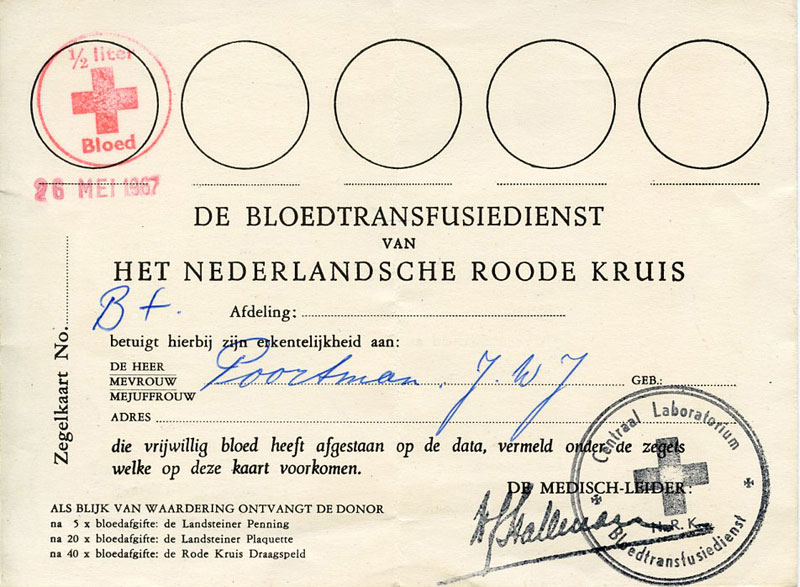 ½ liter
Bloed
26 MEI 1967
DE BLOEDTRANSFUSIEDIENST
VAN
HET NEDERLANDSCHE ROODE KRUIS
B+.
Afdeling:
betuigt hierbij zijn erkentelijkheid aan:
DE HEER
MEVROUW Poortman, J. W J GEB.:
MEJUFFROUW
ADRES
die vrijwillig bloed heeft afgestaan op de data, vermeld onder de zegels
welke op deze kaart voorkomen.
DE MEDISCH-LEIDER:
Centraal Laboratorium
N.R.K.
Bloedtransfusiedienst
ALS BLIJK VAN WAARDERING ONTVANGT DE DONOR
na 5 x bloedafgifte: de Landsteiner Penning
na 20 x bloedafgifte: de Landsteiner Plaquette
na 40 x bloedafgifte: de Rode Kruis Draagspeld
Zegelkaart No.